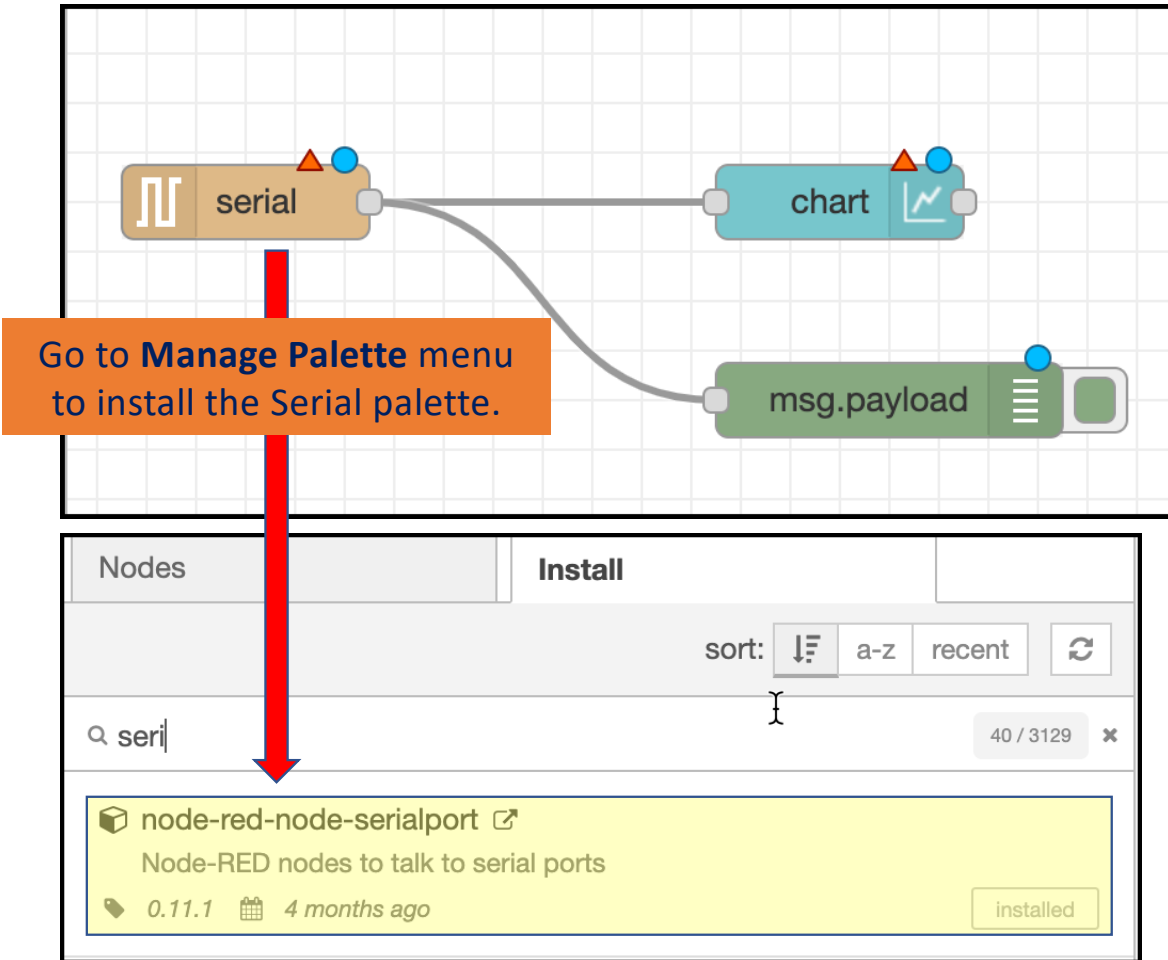 serial
chart
Go to Manage Palette menu
to install the Serial palette.
msg.payload
Nodes
Install
sort:
a-z
recent
seri
40 / 3129
node-red-node-serialport
Node-RED nodes to talk to serial ports
0.11.1
4 months ago
installed